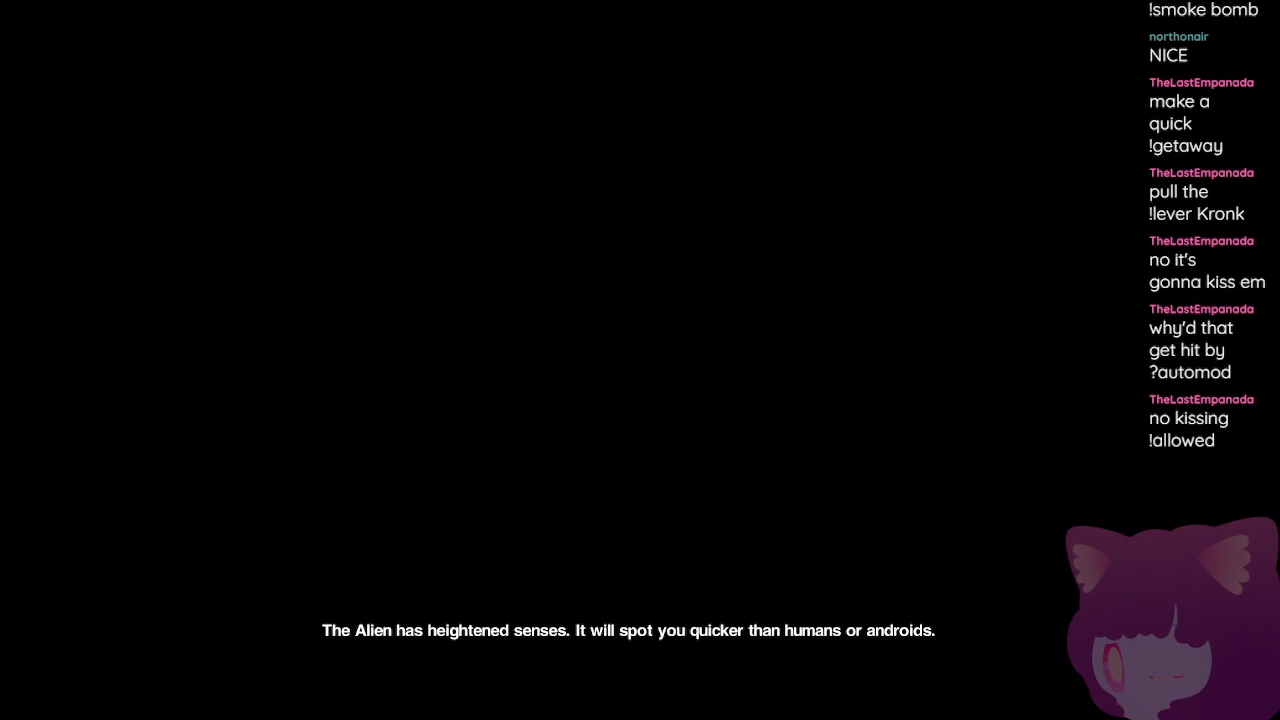 !smoke bomb
northonair
NICE
TheLastEmpanada
make a
quick
!getaway
TheLastEmpanada
pull the
!lever Kronk
TheLastEmpanada
no it's
gonna kiss em
TheLastEmpanada
why'd that
get hit by
?automod
TheLastEmpanada
no kissing
!allowed
The Alien has heightened senses. It will spot you quicker than humans or androids.